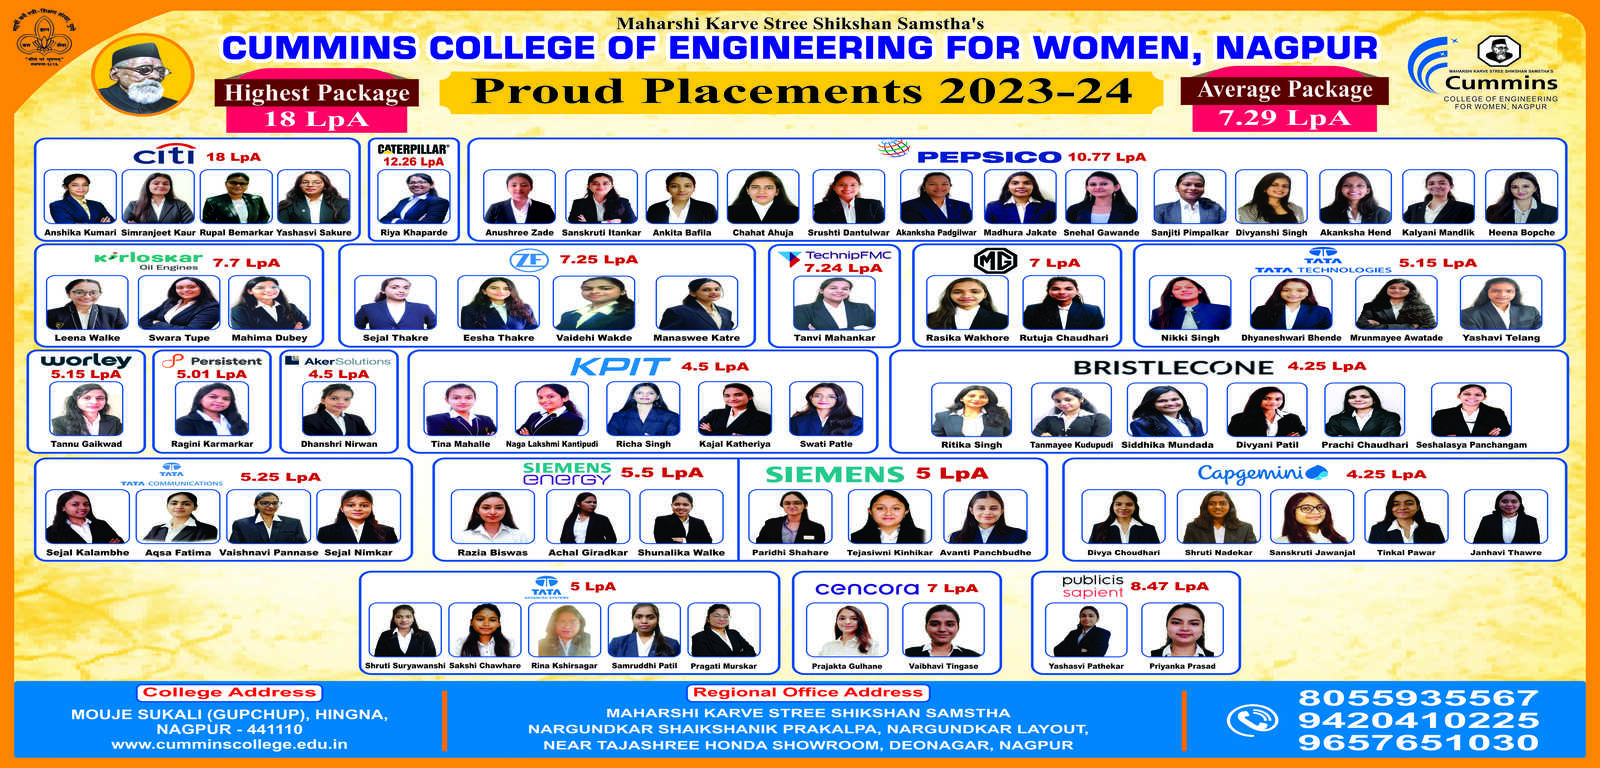 Maharshi Karve Stree Shikshan Samstha's
CUMMINS COLLEGE OF ENGINEERING FOR WOMEN, NAGPUR
Highest Package
18 LpA
Proud Placements 2023-24
Average Package
7.29 LpA
MAHARSHI KARVE STREE SHIKSHAN SAMSTHA'S
Cummins
COLLEGE OF ENGINEERING
FOR WOMEN, NAGPUR
citi 18 LpA
Anshika Kumari Simranjeet Kaur Rupal Bemarkar Yashasvi Sakure
CATERPILLAR
12.26 LpA
Riya Khaparde
PEPSICO 10.77 LpA
Anushree Zade Sanskruti Itankar Ankita Bafila Chahat Ahuja Srushti Dantulwar Akanksha Padgilwar Madhura Jakate Snehal Gawande Sanjiti Pimpalkar Divyanshi Singh Akanksha Hend Kalyani Mandlik Heena Bopche
Kirloskar 7.7 LpA
Oil Engines
Leena Walke Swara Tupe Mahima Dubey
ZF 7.25 LpA
Sejal Thakre Eesha Thakre Vaidehi Wakde Manaswee Katre
TechnipFMC
7.24 LpA
Tanvi Mahankar
MG 7 LpA
Rasika Wakhore Rutuja Chaudhari
TATA
TATA TECHNOLOGIES 5.15 LpA
Nikki Singh Dhyaneshwari Bhende Mrunmayee Awatade Yashavi Telang
worley
5.15 LpA
Tannu Gaikwad
Persistent
5.01 LpA
Ragini Karmarkar
AkerSolutions
4.5 LpA
Dhanshri Nirwan
KPIT 4.5 LpA
Tina Mahalle Naga Lakshmi Kantipudi Richa Singh Kajal Katheriya Swati Patle
BRISTLECONE 4.25 LpA
Ritika Singh Tanmayee Kudupudi Siddhika Mundada Divyani Patil Prachi Chaudhari Seshalasya Panchangam
TATA
TATA COMMUNICATIONS 5.25 LpA
Sejal Kalambhe Aqsa Fatima Vaishnavi Pannase Sejal Nimkar
SIEMENS
energy 5.5 LpA
Razia Biswas Achal Giradkar Shunalika Walke
SIEMENS 5 LpA
Paridhi Shahare Tejasiwni Kinhikar Avanti Panchbudhe
Capgemini 4.25 LpA
Divya Choudhari Shruti Nadekar Sanskruti Jawanjal Tinkal Pawar Janhavi Thawre
TATA 5 LpA
ADVANCED SYSTEMS
Shruti Suryawanshi Sakshi Chawhare Rina Kshirsagar Samruddhi Patil Pragati Murskar
cencora 7 LpA
Prajakta Gulhane Vaibhavi Tingase
publicis
sapient 8.47 LpA
Yashasvi Pathekar Priyanka Prasad
College Address
MOUJE SUKALI (GUPCHUP), HINGNA,
NAGPUR - 441110
www.cumminscollege.edu.in
Regional Office Address
MAHARSHI KARVE STREE SHIKSHAN SAMSTHA
NARGUNDKAR SHAIKSHANIK PRAKALPA, NARGUNDKAR LAYOUT,
NEAR TAJASHREE HONDA SHOWROOM, DEONAGAR, NAGPUR
8055935567
9420410225
9657651030